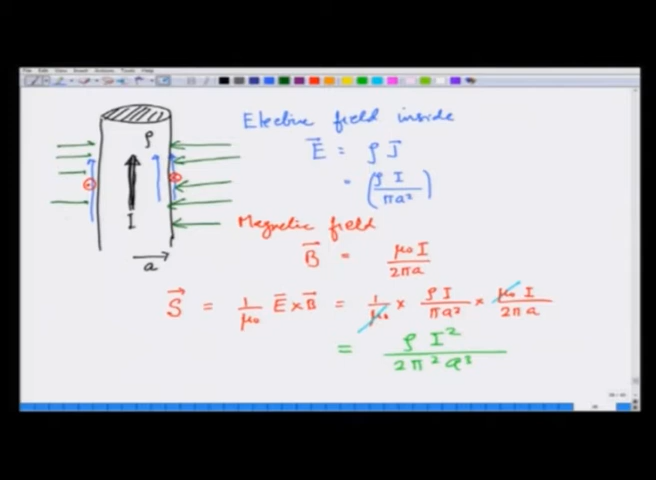 Electric field inside
ρ
E⃗ = ρ J⃗
= (ρ I / πa²)
I
Magnetic field
a
B⃗ = μ₀ I / 2πa
S⃗ = 1/μ₀ E⃗ × B⃗ = 1/μ₀ × ρ I / πa² × μ₀ I / 2πa
= ρ I² / 2π² a³